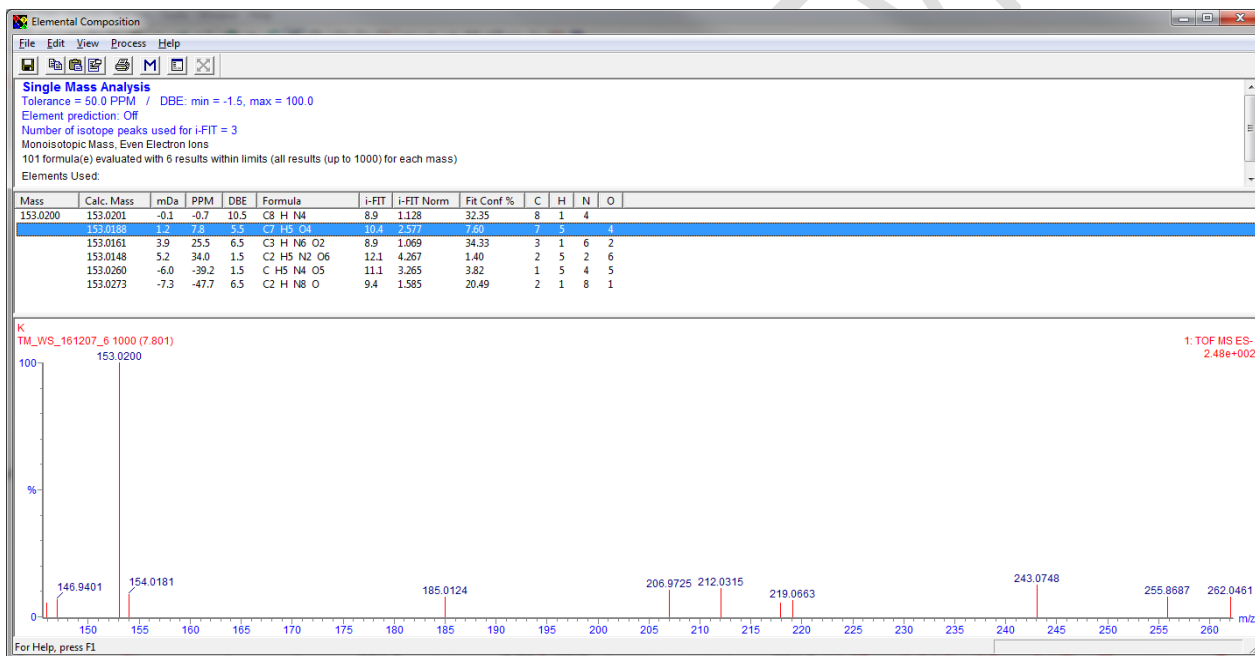 Elemental Composition
File Edit View Process Help
M
Single Mass Analysis
Tolerance = 50.0 PPM / DBE: min = -1.5, max = 100.0
Element prediction: Off
Number of isotope peaks used for i-FIT = 3
Monoisotopic Mass, Even Electron Ions
101 formula(e) evaluated with 6 results within limits (all results (up to 1000) for each mass)
Elements Used:
Mass Calc. Mass mDa PPM DBE Formula i-FIT i-FIT Norm Fit Conf % C H N O
153.0200 153.0201 -0.1 -0.7 10.5 C8 H N4 8.9 1.128 32.35 8 1 4
153.0188 1.2 7.8 5.5 C7 H5 O4 10.4 2.577 7.60 7 5 4
153.0161 3.9 25.5 6.5 C3 H N6 O2 8.9 1.069 34.33 3 1 6 2
153.0148 5.2 34.0 1.5 C2 H5 N2 O6 12.1 4.267 1.40 2 5 2 6
153.0260 -6.0 -39.2 1.5 C H5 N4 O5 11.1 3.265 3.82 1 5 4 5
153.0273 -7.3 -47.7 6.5 C2 H N8 O 9.4 1.585 20.49 2 1 8 1
K
TM_WS_161207_6 1000 (7.801)
1: TOF MS ES-
2.48e+002
153.0200
100
%
146.9401 154.0181 185.0124 206.9725 212.0315 219.0663 243.0748 255.8687 262.0461
0
150 155 160 165 170 175 180 185 190 195 200 205 210 215 220 225 230 235 240 245 250 255 260 m/z
For Help, press F1